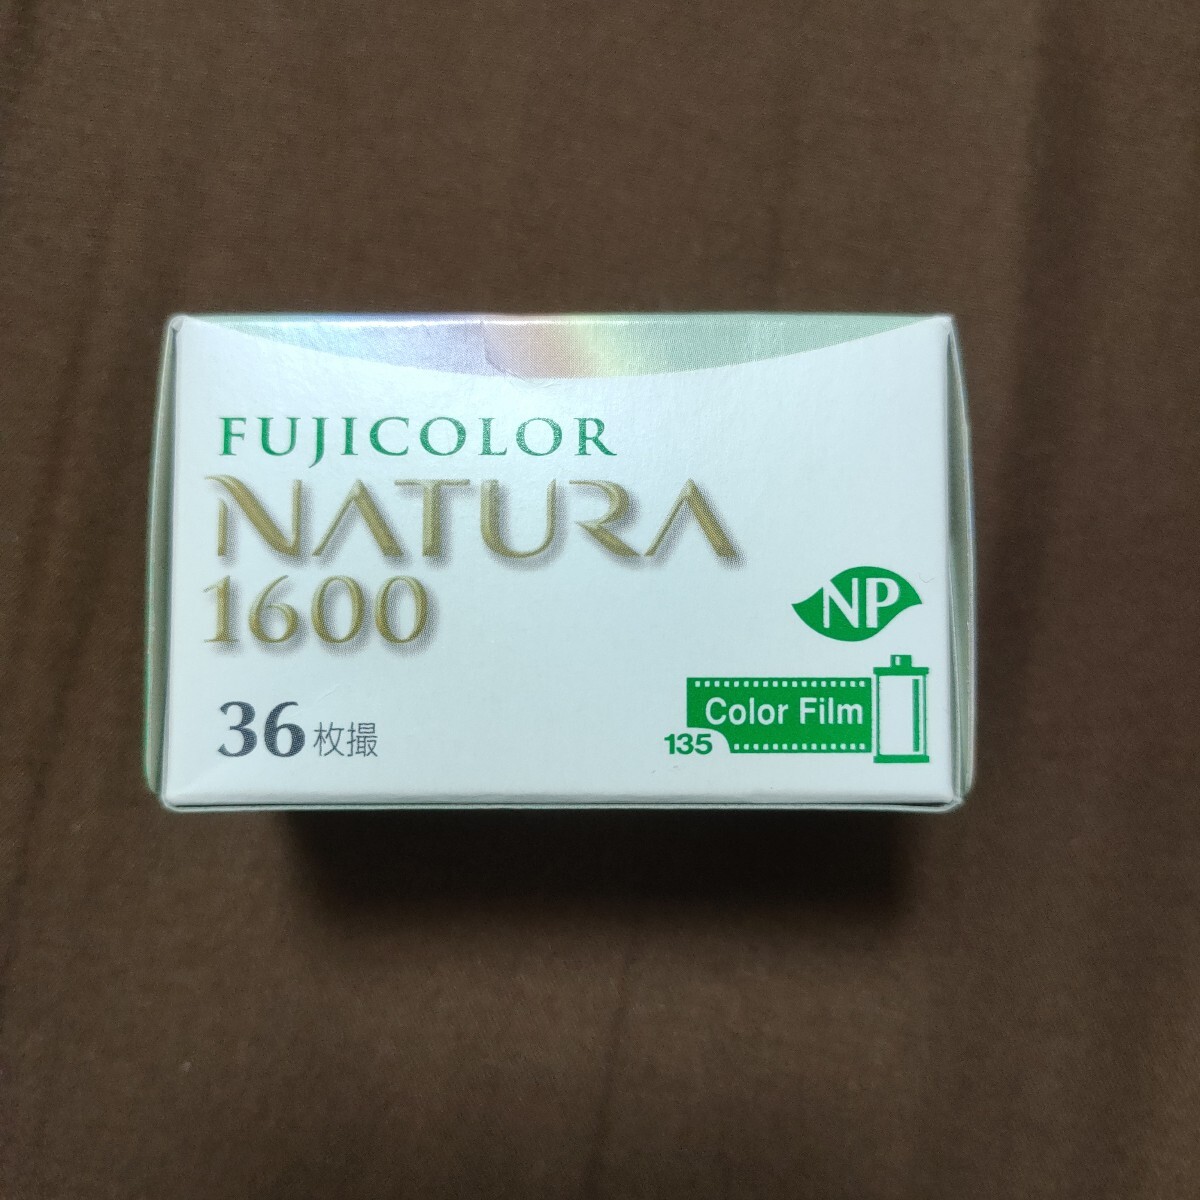 FUJICOLOR
NATURA
1600
NP
36枚撮
Color Film
135